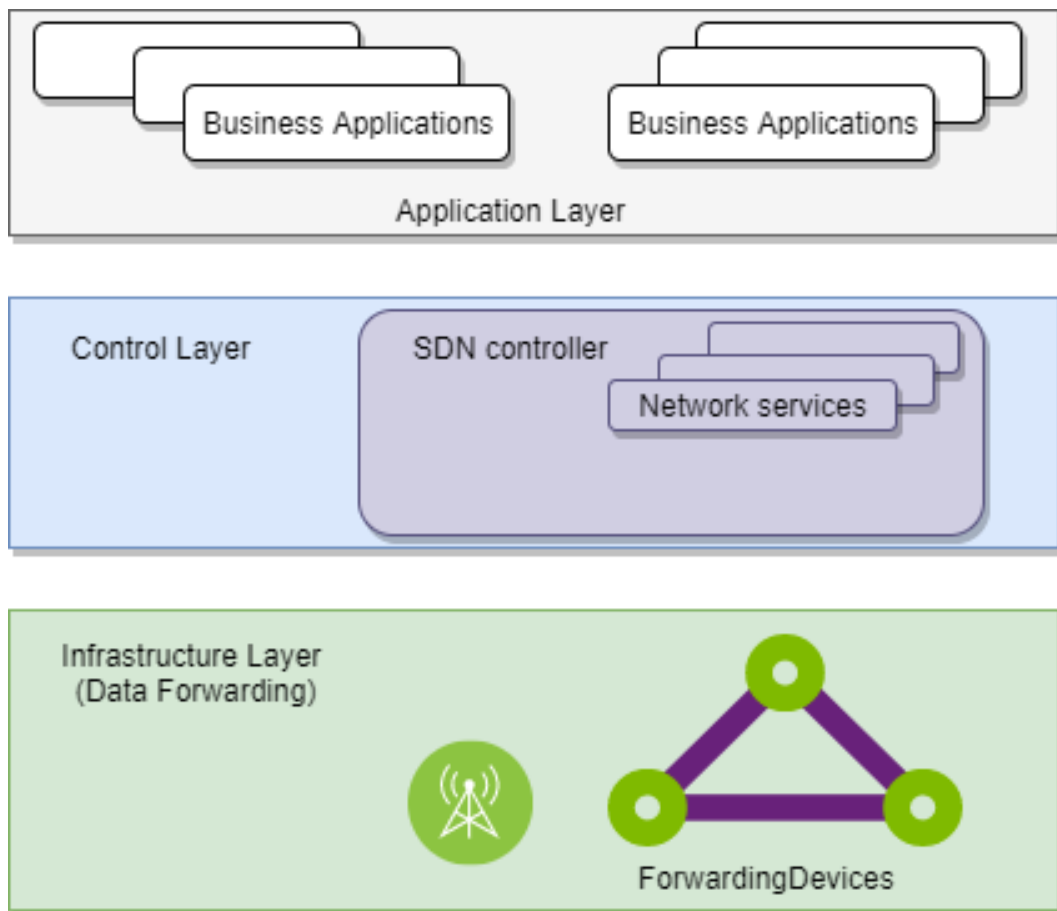 Business Applications
Business Applications
Application Layer
Control Layer
SDN controller
Network services
Infrastructure Layer
(Data Forwarding)
ForwardingDevices